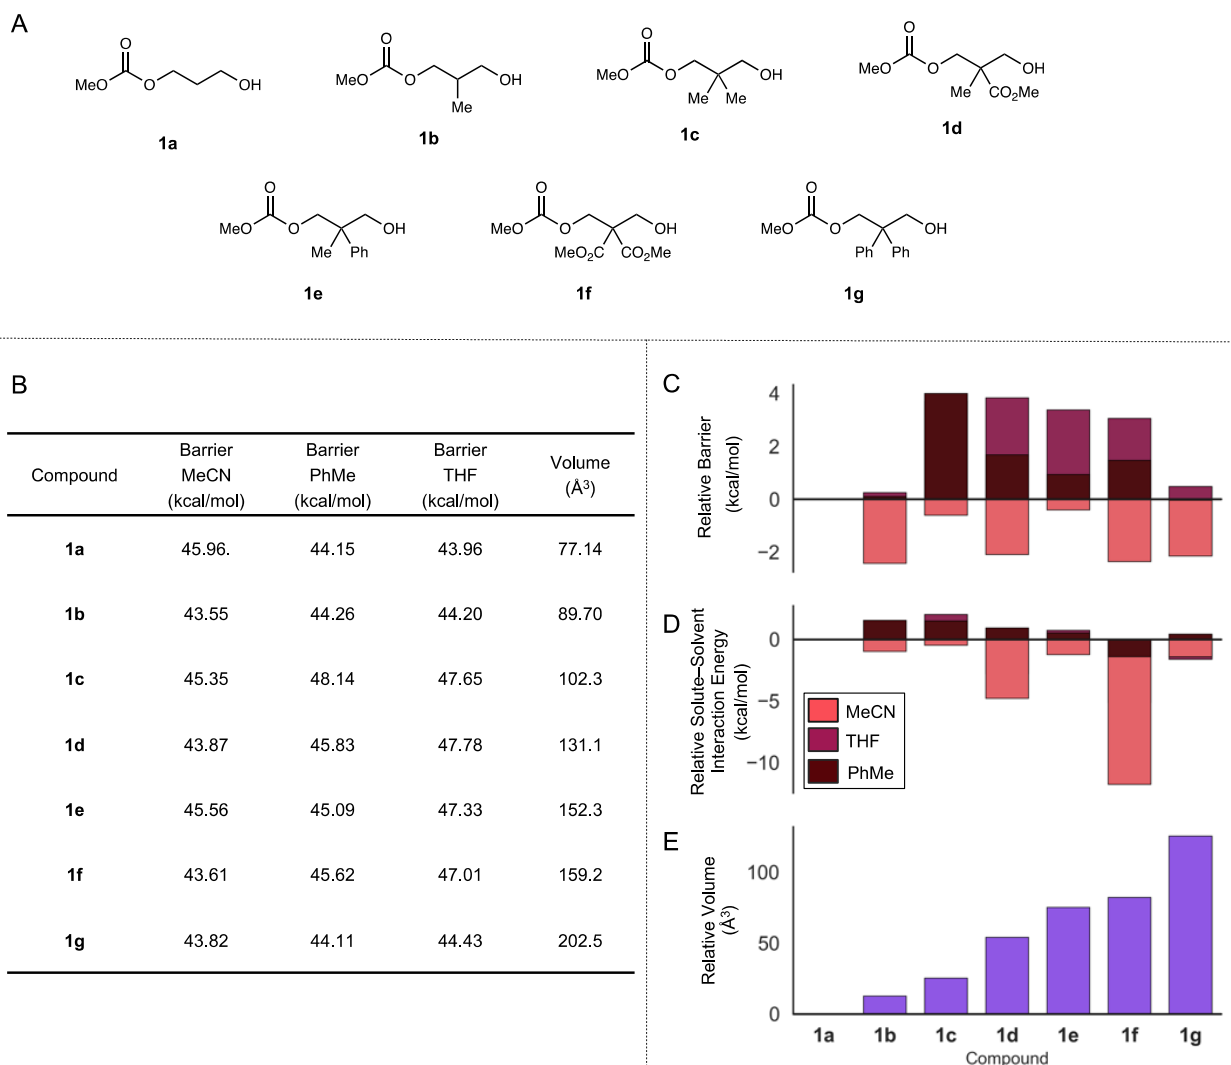 A
O
MeO
O
OH
1a
O
MeO
O
OH
Me
1b
O
MeO
O
OH
Me
Me
1c
O
MeO
O
OH
Me
CO2Me
1d
O
MeO
O
OH
Me
Ph
1e
O
MeO
O
OH
MeO2C
CO2Me
1f
O
MeO
O
OH
Ph
Ph
1g
B
Compound
Barrier
MeCN
(kcal/mol)
Barrier
PhMe
(kcal/mol)
Barrier
THF
(kcal/mol)
Volume
(Å3)
1a 45.96. 44.15 43.96 77.14
1b 43.55 44.26 44.20 89.70
1c 45.35 48.14 47.65 102.3
1d 43.87 45.83 47.78 131.1
1e 45.56 45.09 47.33 152.3
1f 43.61 45.62 47.01 159.2
1g 43.82 44.11 44.43 202.5
C
Relative Barrier
(kcal/mol)
4
2
0
−2
D
Relative Solute–Solvent
Interaction Energy
(kcal/mol)
0
−5
−10
MeCN
THF
PhMe
E
Relative Volume
(Å3)
100
50
0
1a 1b 1c 1d 1e 1f 1g
Compound